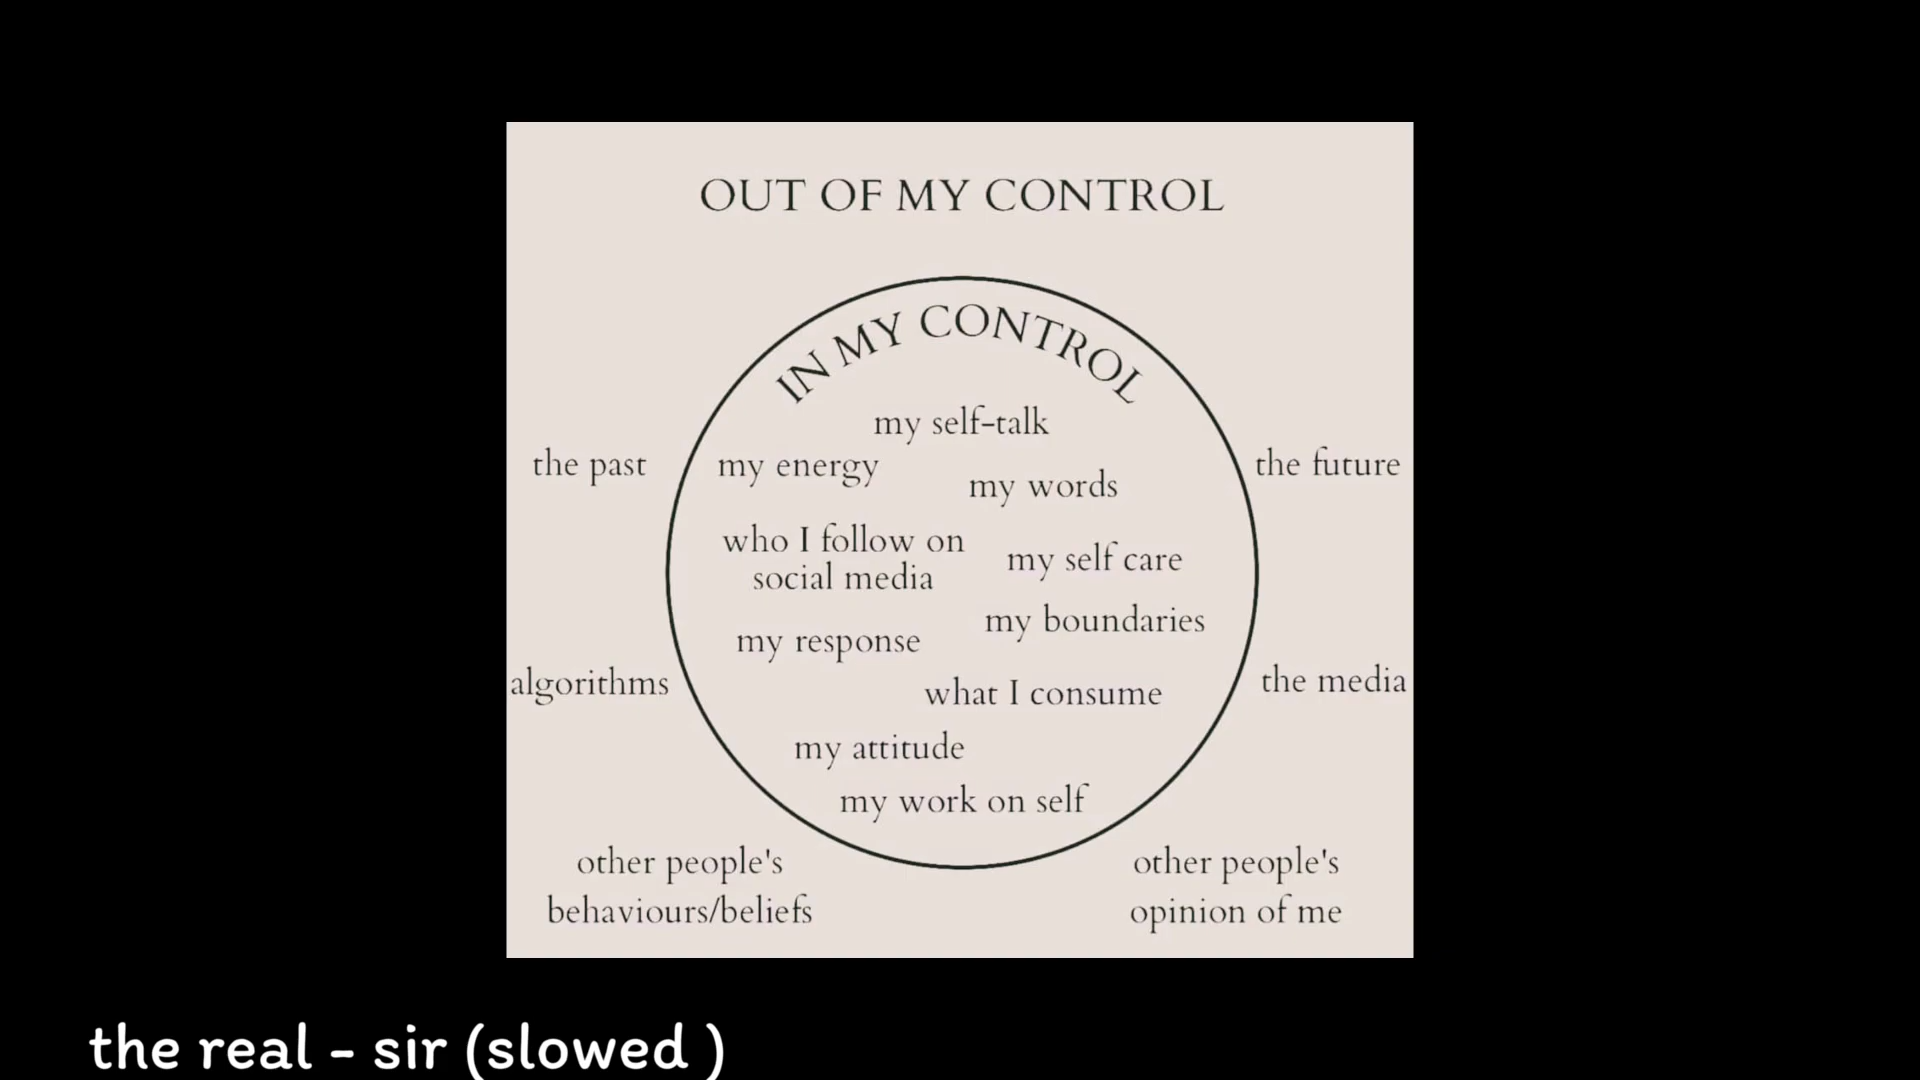 OUT OF MY CONTROL
IN MY CONTROL
my self-talk
the past
my energy
my words
the future
who I follow on
social media
my self care
my boundaries
my response
algorithms
what I consume
the media
my attitude
my work on self
other people's
behaviours/beliefs
other people's
opinion of me
the real - sir (slowed )